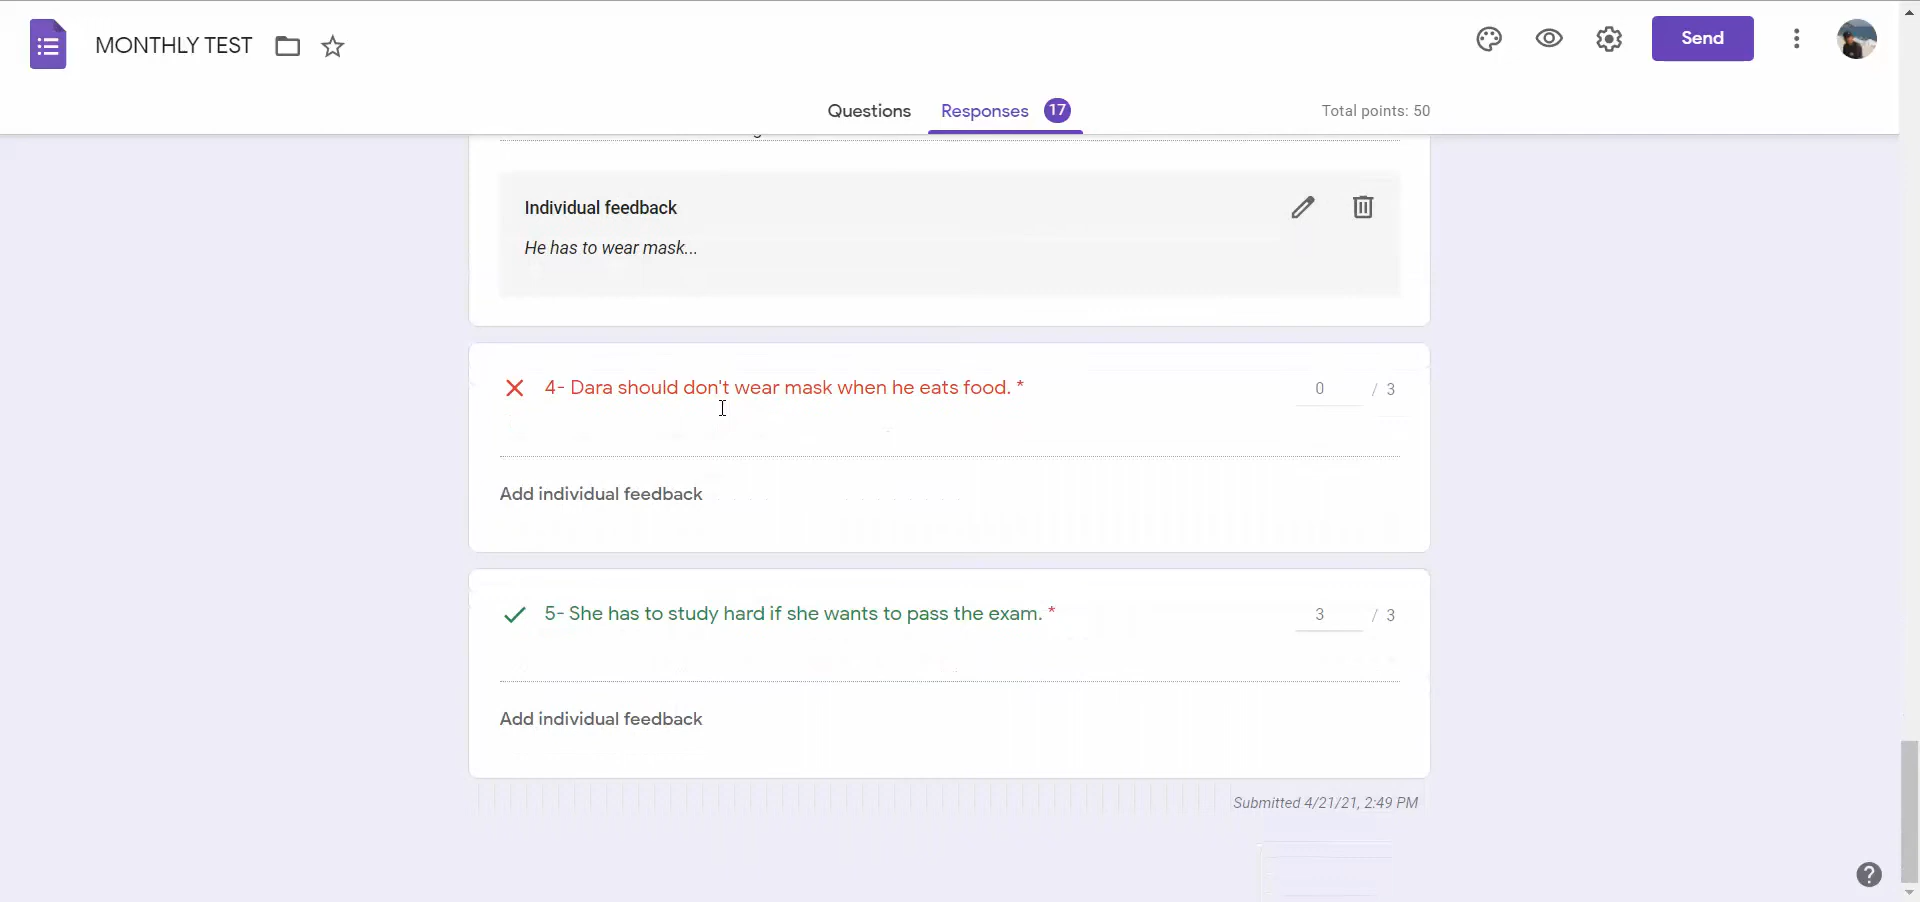 MONTHLY TEST
Send
Questions
Responses 17
Total points: 50
Individual feedback
He has to wear mask...
4- Dara should don't wear mask when he eats food. *
0 / 3
Add individual feedback
5- She has to study hard if she wants to pass the exam. *
3 / 3
Add individual feedback
Submitted 4/21/21, 2:49 PM